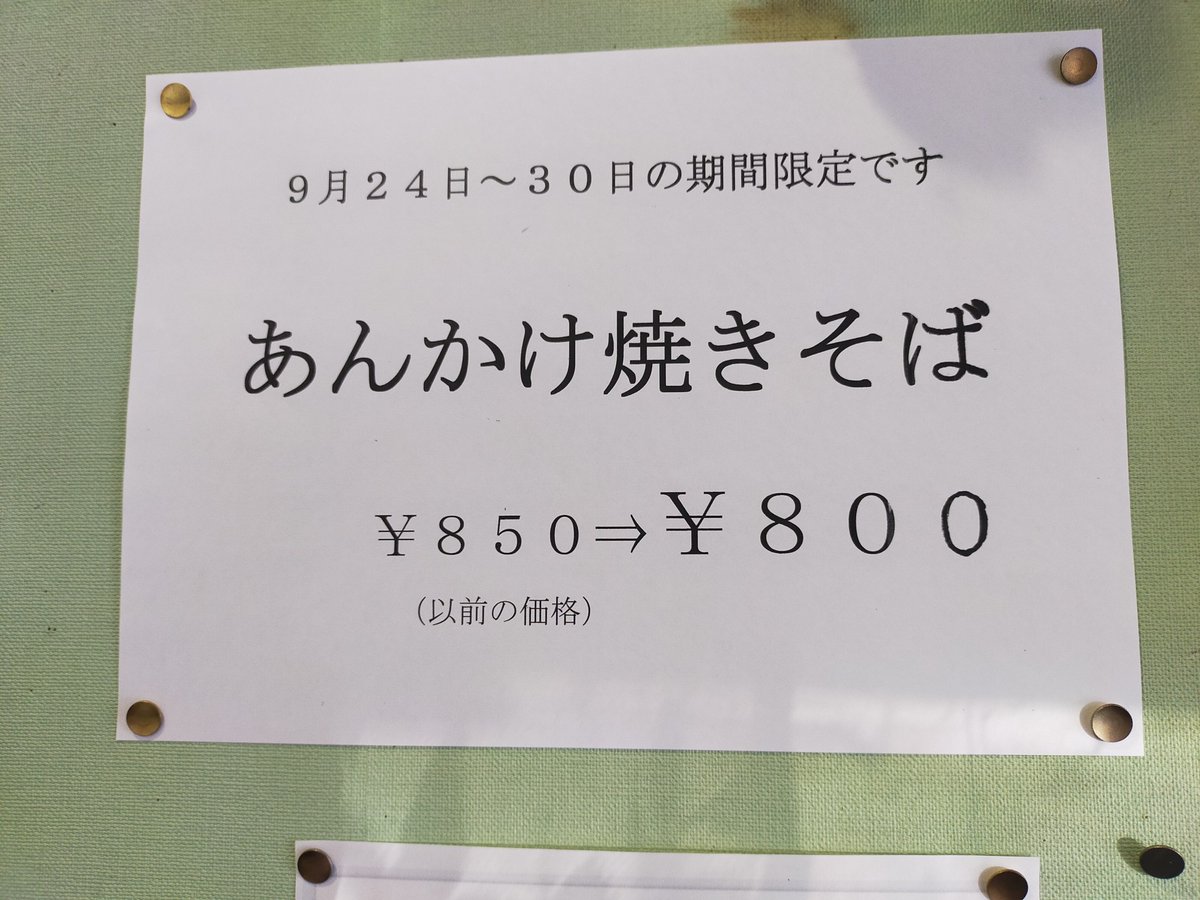 ９月２４日～３０日の期間限定です
あんかけ焼きそば
￥８５０⇒￥８００
（以前の価格）